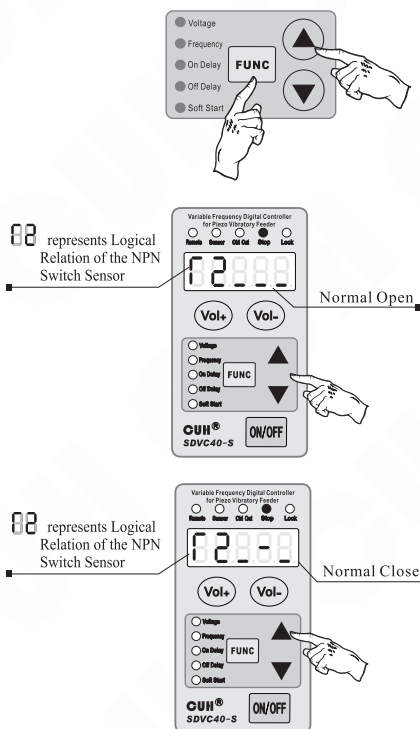 Voltage
Frequency
On Delay
Off Delay
Soft Start
FUNC
Γ2 represents Logical
Relation of the NPN
Switch Sensor
Variable Frequency Digital Controller
for Piezo Vibratory Feeder
Remote Sensor Ctrl Out Stop Lock
Γ2_ _ _
Normal Open
Vol+ Vol-
Voltage
Frequency
On Delay
Off Delay
Soft Start
FUNC
CUH®
SDVC40-S
ON/OFF
Γ2 represents Logical
Relation of the NPN
Switch Sensor
Variable Frequency Digital Controller
for Piezo Vibratory Feeder
Remote Sensor Ctrl Out Stop Lock
Γ2_ - _
Normal Close
Vol+ Vol-
Voltage
Frequency
On Delay
Off Delay
Soft Start
FUNC
CUH®
SDVC40-S
ON/OFF